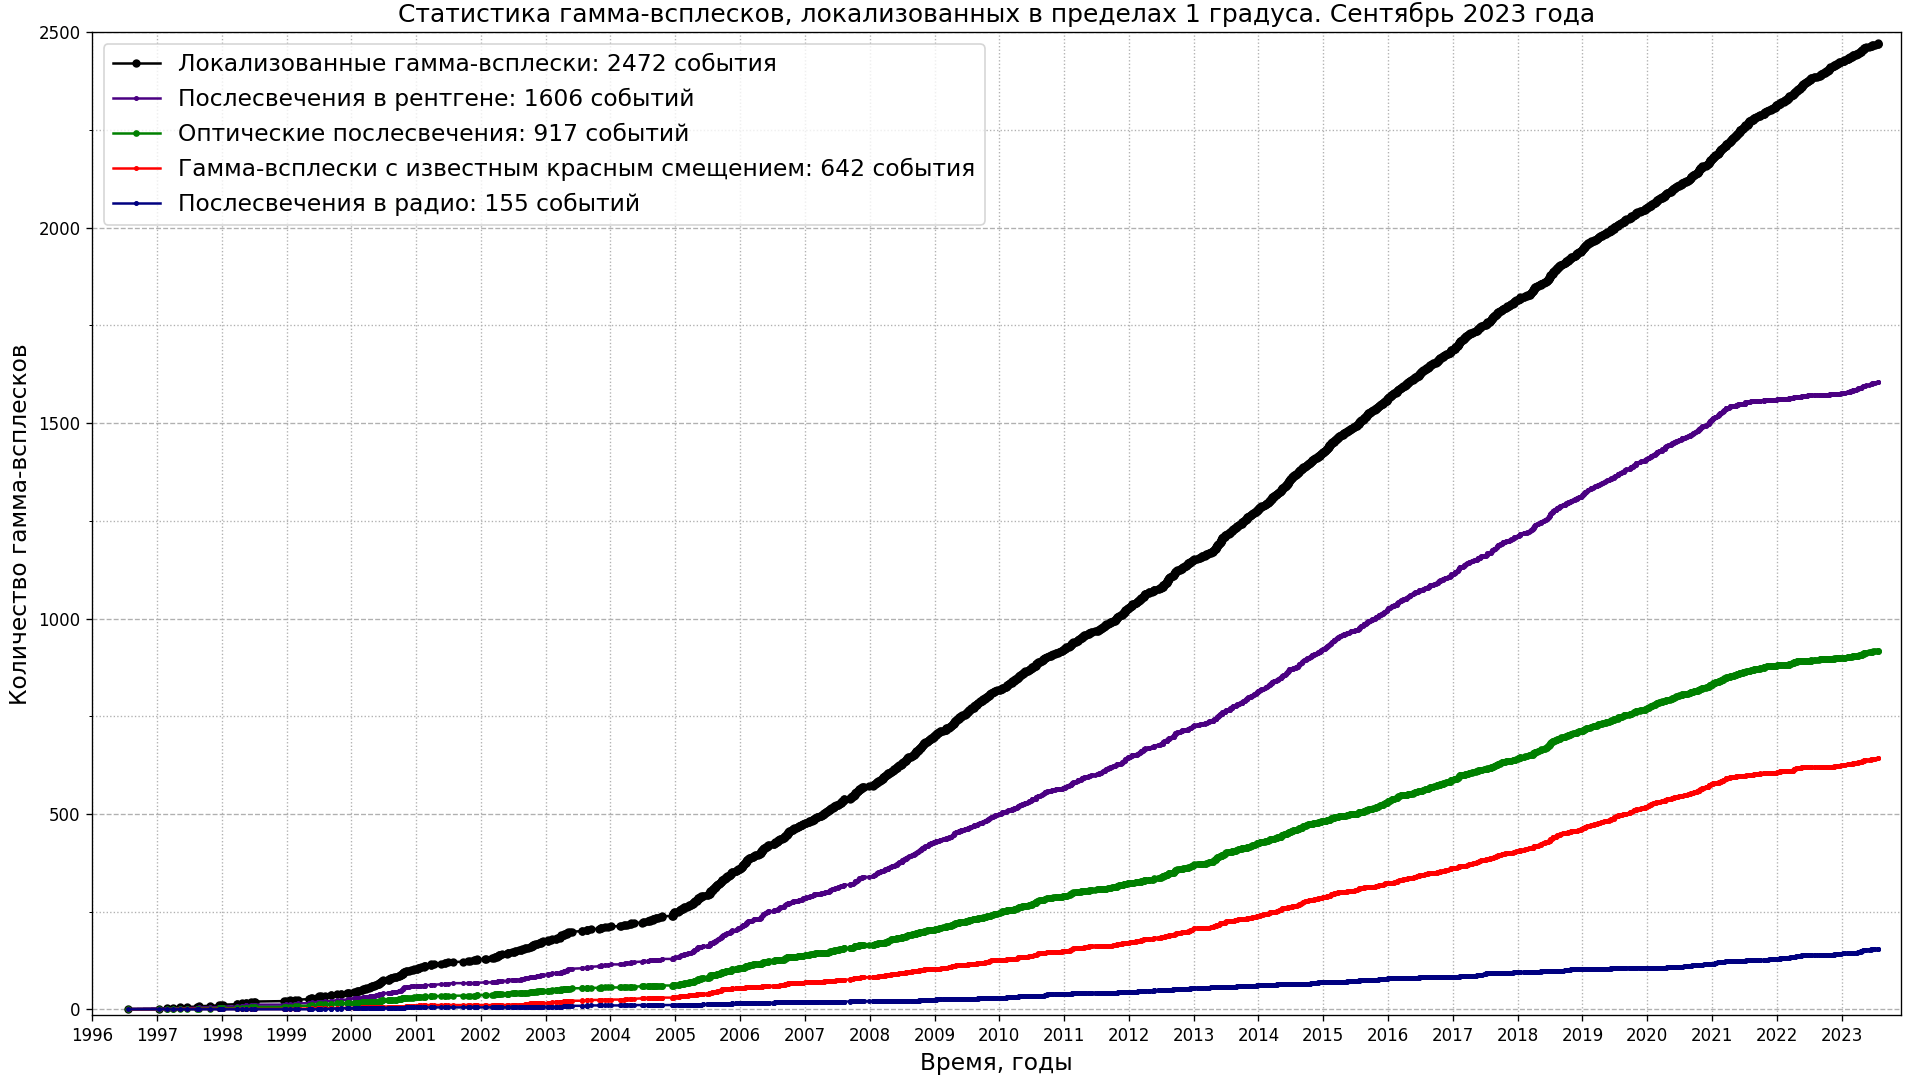 Статистика гамма-всплесков, локализованных в пределах 1 градуса. Сентябрь 2023 года
Локализованные гамма-всплески: 2472 события
Послесвечения в рентгене: 1606 событий
Оптические послесвечения: 917 событий
Гамма-всплески с известным красным смещением: 642 события
Послесвечения в радио: 155 событий
Количество гамма-всплесков
2500
2000
1500
1000
500
0
1996 1997 1998 1999 2000 2001 2002 2003 2004 2005 2006 2007 2008 2009 2010 2011 2012 2013 2014 2015 2016 2017 2018 2019 2020 2021 2022 2023
Время, годы